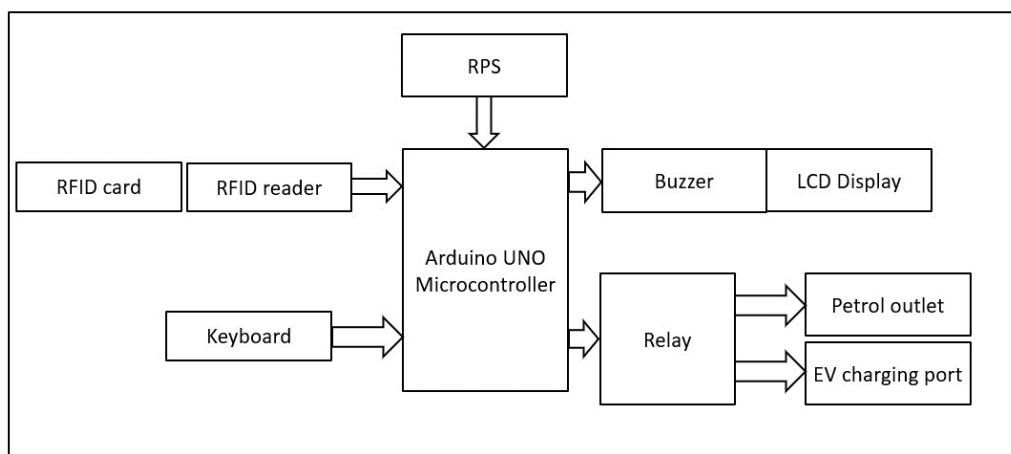 RPS
RFID card
RFID reader
Buzzer
LCD Display
Arduino UNO
Microcontroller
Keyboard
Relay
Petrol outlet
EV charging port